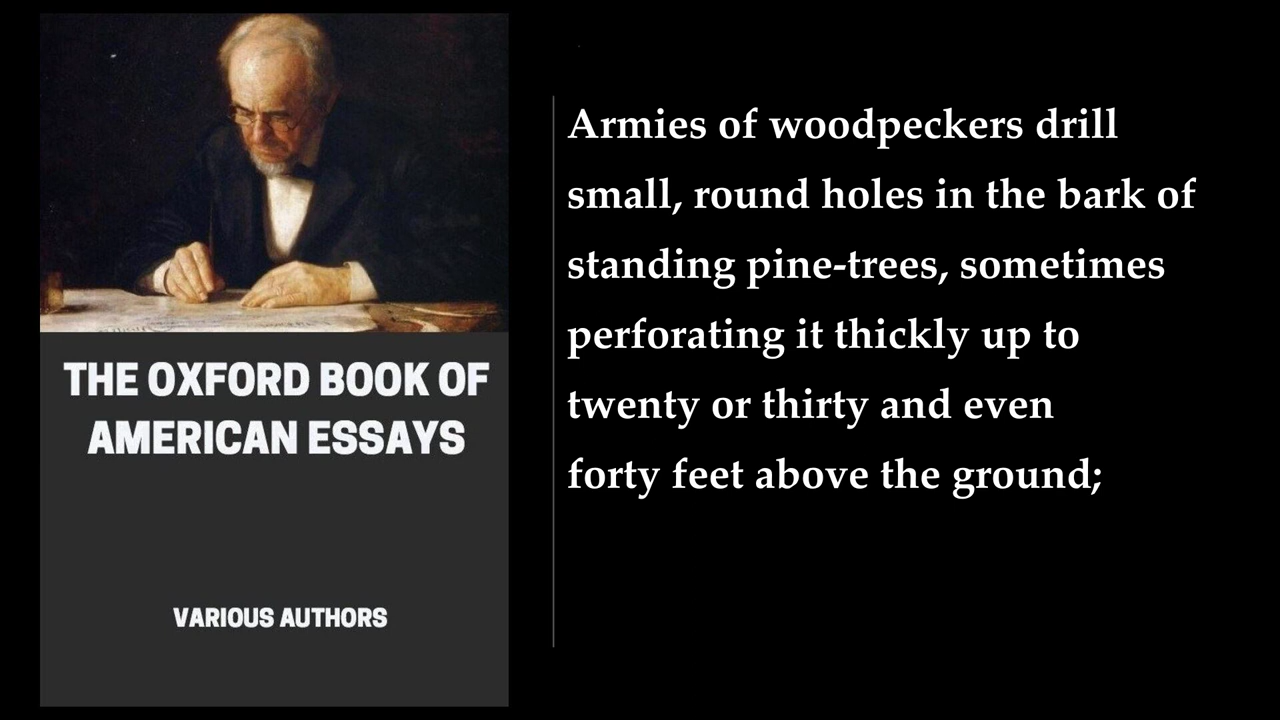 THE OXFORD BOOK OF
AMERICAN ESSAYS
VARIOUS AUTHORS
Armies of woodpeckers drill
small, round holes in the bark of
standing pine-trees, sometimes
perforating it thickly up to
twenty or thirty and even
forty feet above the ground;